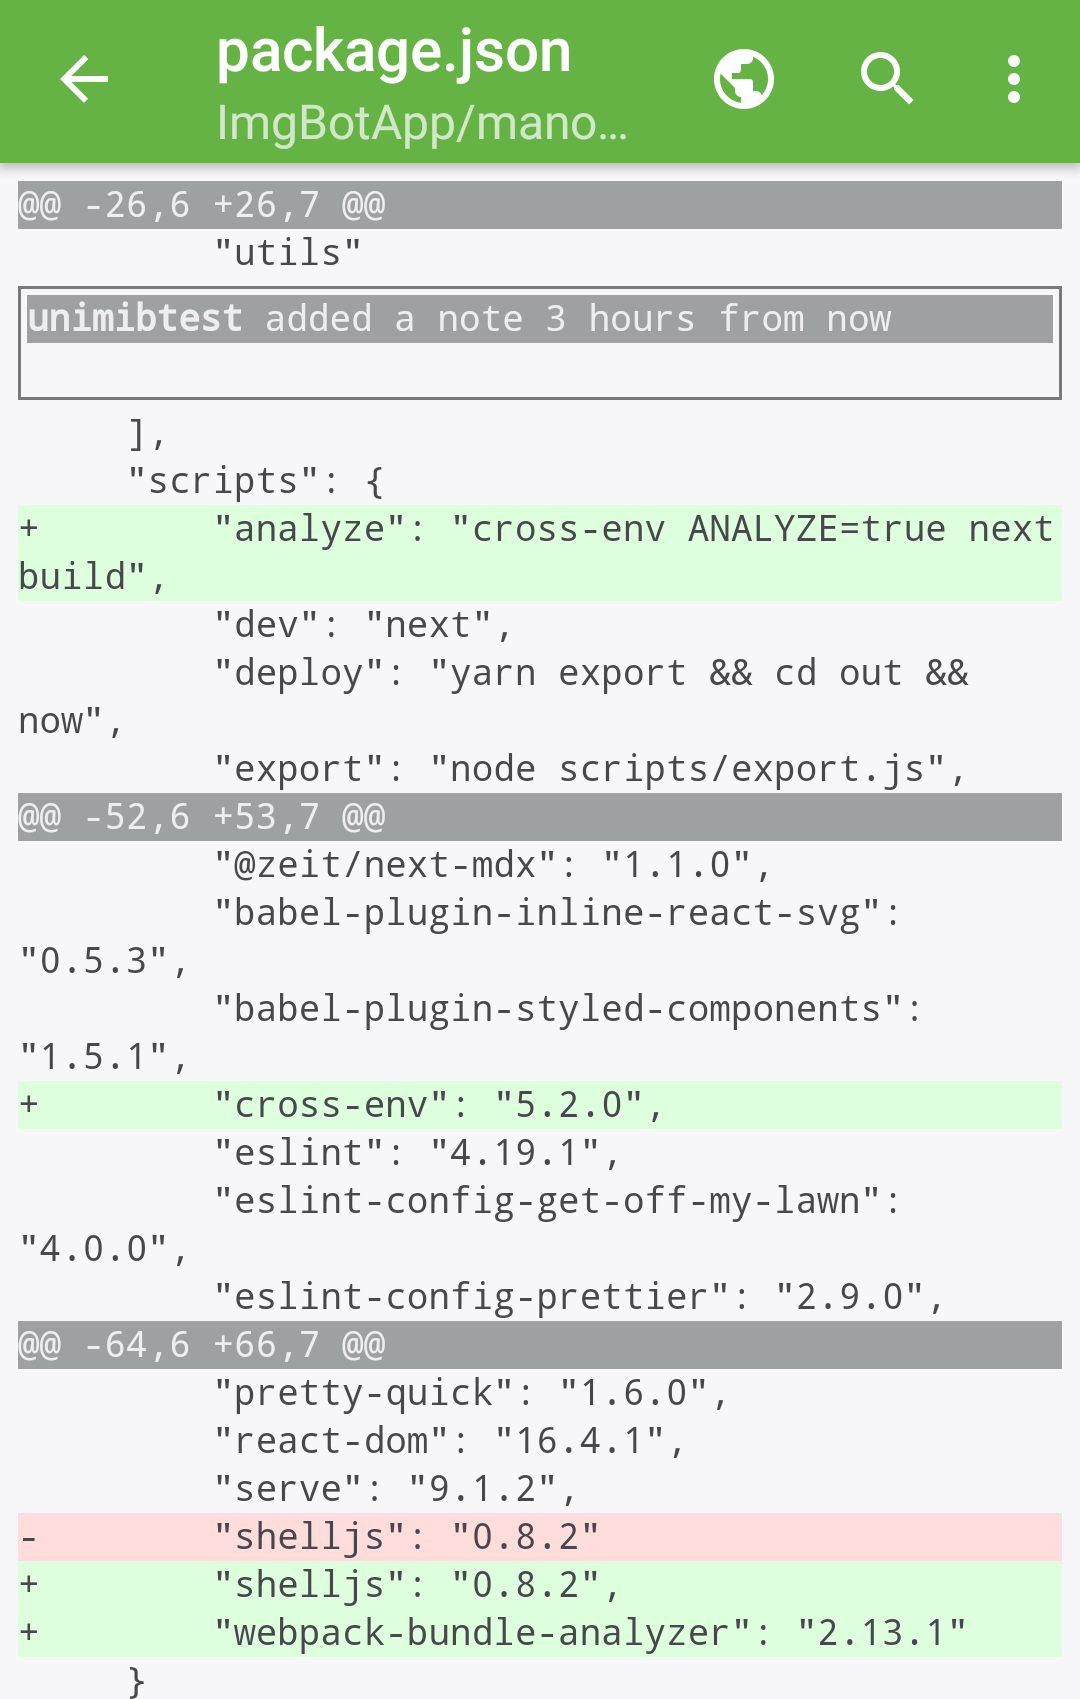 package.json
ImgBotApp/mano...
@@ -26,6 +26,7 @@
"utils"
unimibtest added a note 3 hours from now
],
"scripts": {
+ "analyze": "cross-env ANALYZE=true next
build",
"dev": "next",
"deploy": "yarn export && cd out &&
now",
"export": "node scripts/export.js",
@@ -52,6 +53,7 @@
"@zeit/next-mdx": "1.1.0",
"babel-plugin-inline-react-svg":
"0.5.3",
"babel-plugin-styled-components":
"1.5.1",
+ "cross-env": "5.2.0",
"eslint": "4.19.1",
"eslint-config-get-off-my-lawn":
"4.0.0",
"eslint-config-prettier": "2.9.0",
@@ -64,6 +66,7 @@
"pretty-quick": "1.6.0",
"react-dom": "16.4.1",
"serve": "9.1.2",
- "shelljs": "0.8.2"
+ "shelljs": "0.8.2",
+ "webpack-bundle-analyzer": "2.13.1"
}